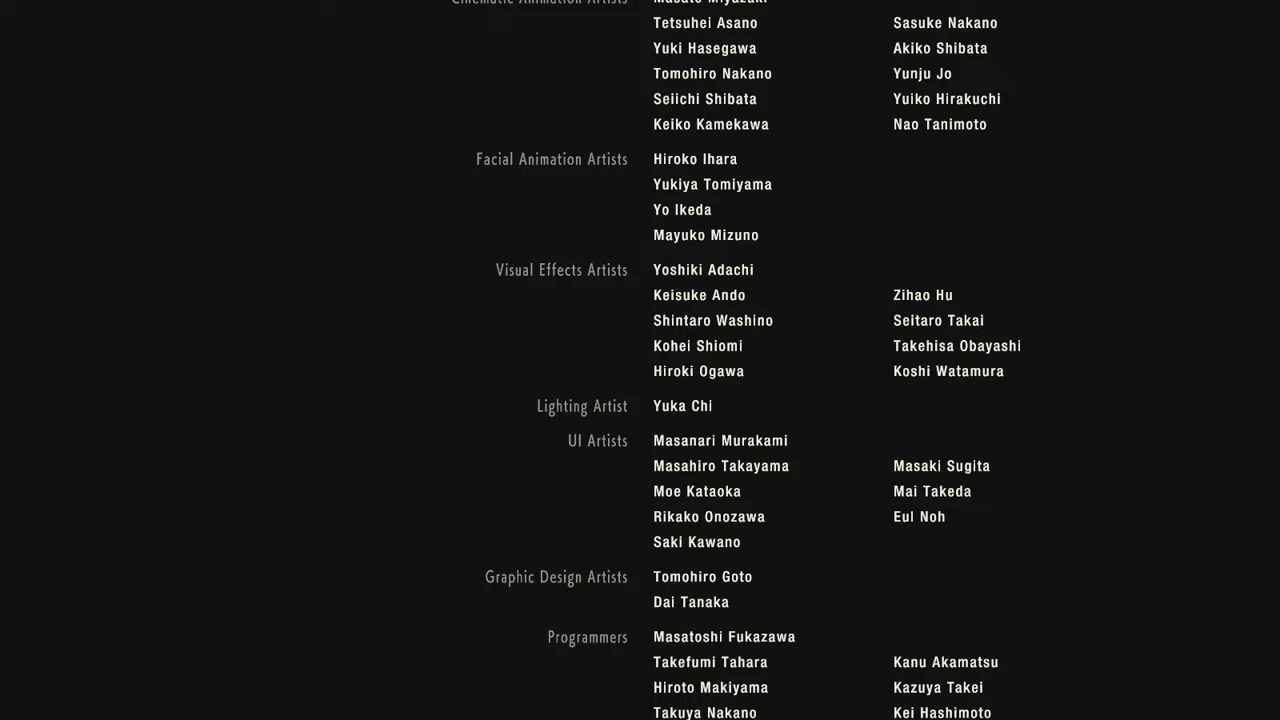 Cinematic Animation Artists Masato Miyazaki
Tetsuhei Asano Sasuke Nakano
Yuki Hasegawa Akiko Shibata
Tomohiro Nakano Yunju Jo
Seiichi Shibata Yuiko Hirakuchi
Keiko Kamekawa Nao Tanimoto
Facial Animation Artists Hiroko Ihara
Yukiya Tomiyama
Yo Ikeda
Mayuko Mizuno
Visual Effects Artists Yoshiki Adachi
Keisuke Ando Zihao Hu
Shintaro Washino Seitaro Takai
Kohei Shiomi Takehisa Obayashi
Hiroki Ogawa Koshi Watamura
Lighting Artist Yuka Chi
UI Artists Masanari Murakami
Masahiro Takayama Masaki Sugita
Moe Kataoka Mai Takeda
Rikako Onozawa Eul Noh
Saki Kawano
Graphic Design Artists Tomohiro Goto
Dai Tanaka
Programmers Masatoshi Fukazawa
Takefumi Tahara Kanu Akamatsu
Hiroto Makiyama Kazuya Takei
Takuya Nakano Kei Hashimoto